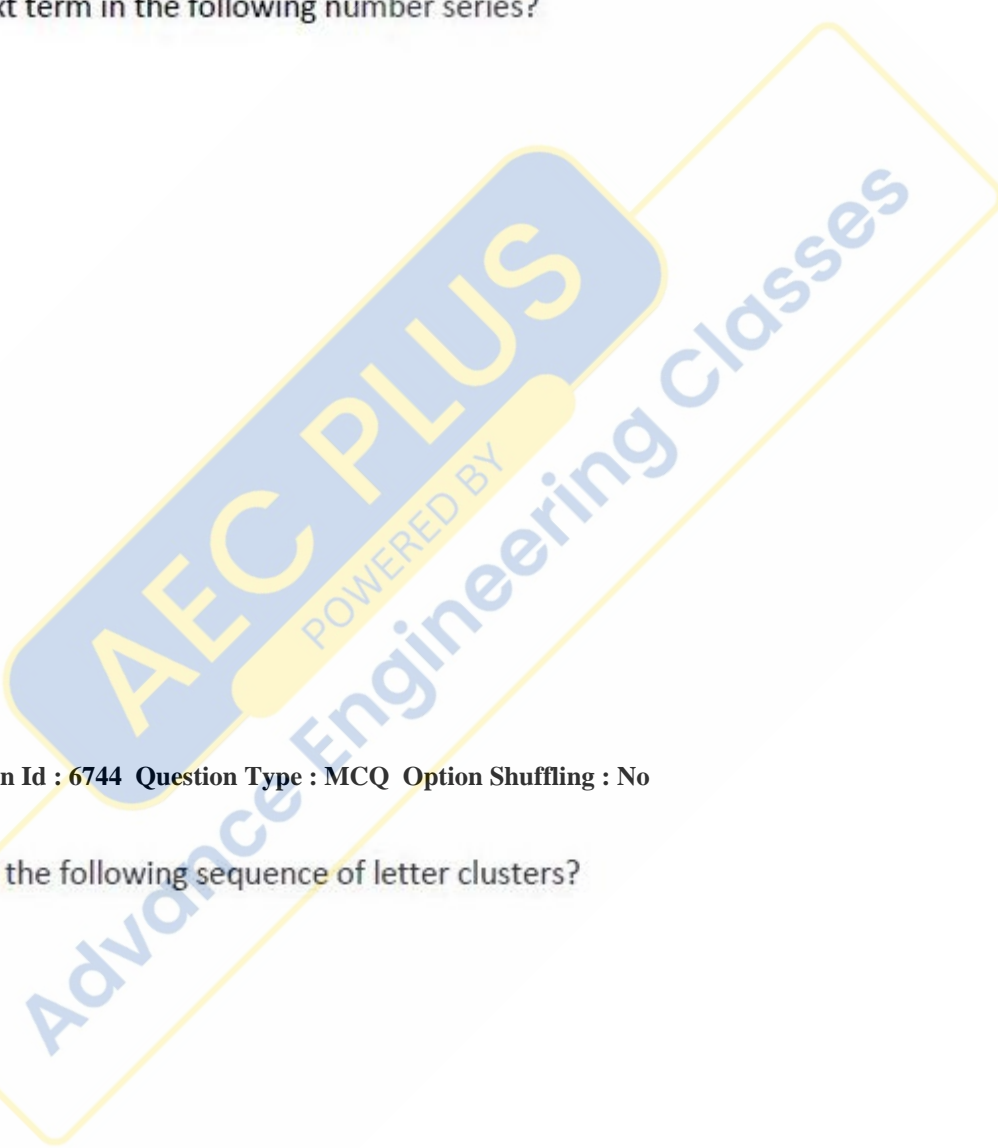 xt term in the following number series?
AEC PLUS
POWERED BY
Advance Engineering Classes
n Id : 6744 Question Type : MCQ Option Shuffling : No
the following sequence of letter clusters?